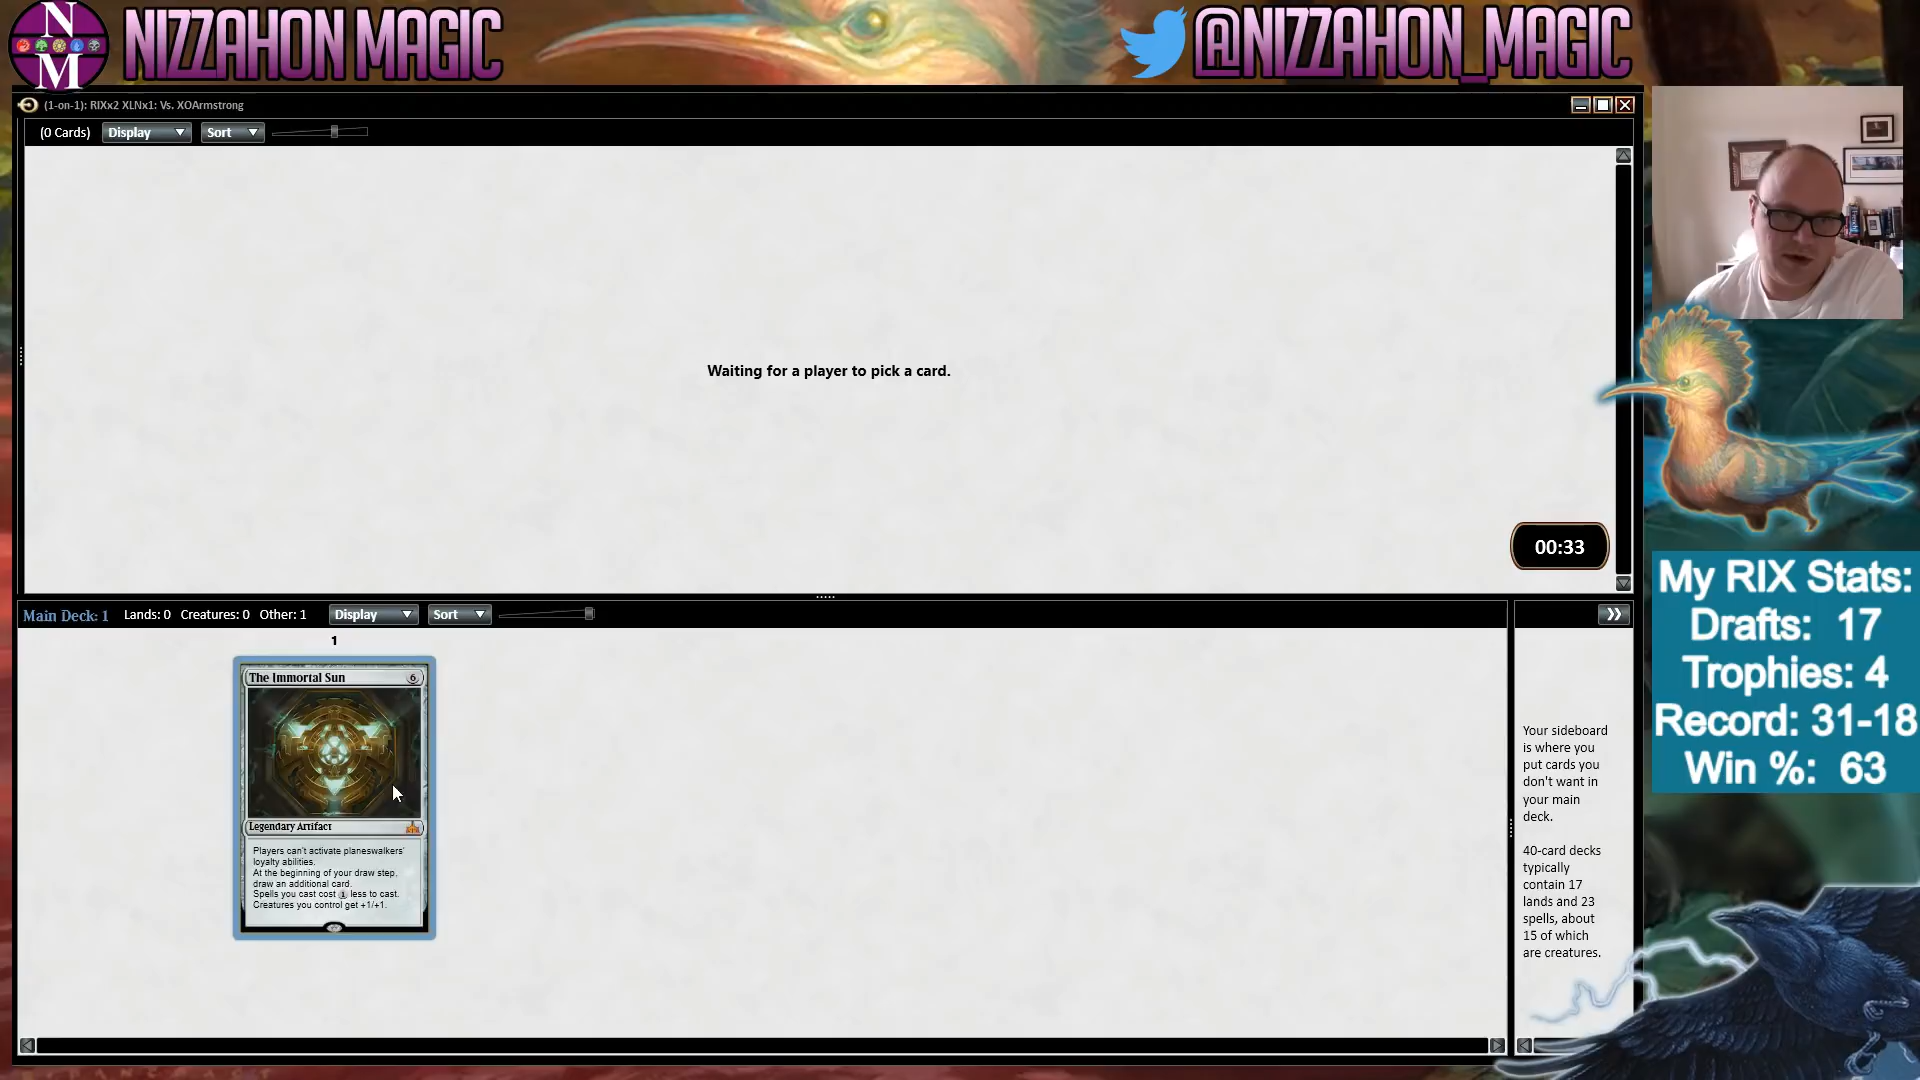 N
M
NIZZAHON MAGIC
@NIZZAHON_MAGIC
(1-on-1): RIXx2 XLNx1: Vs. XOArmstrong
(0 Cards) Display Sort
Waiting for a player to pick a card.
00:33
Main Deck: 1 Lands: 0 Creatures: 0 Other: 1 Display Sort
1
The Immortal Sun 6
Legendary Artifact
Players can't activate planeswalkers'
loyalty abilities.
At the beginning of your draw step,
draw an additional card.
Spells you cast cost 1 less to cast.
Creatures you control get +1/+1.
Your sideboard
is where you
put cards you
don't want in
your main
deck.
40-card decks
typically
contain 17
lands and 23
spells, about
15 of which
are creatures.
My RIX Stats:
Drafts: 17
Trophies: 4
Record: 31-18
Win %: 63